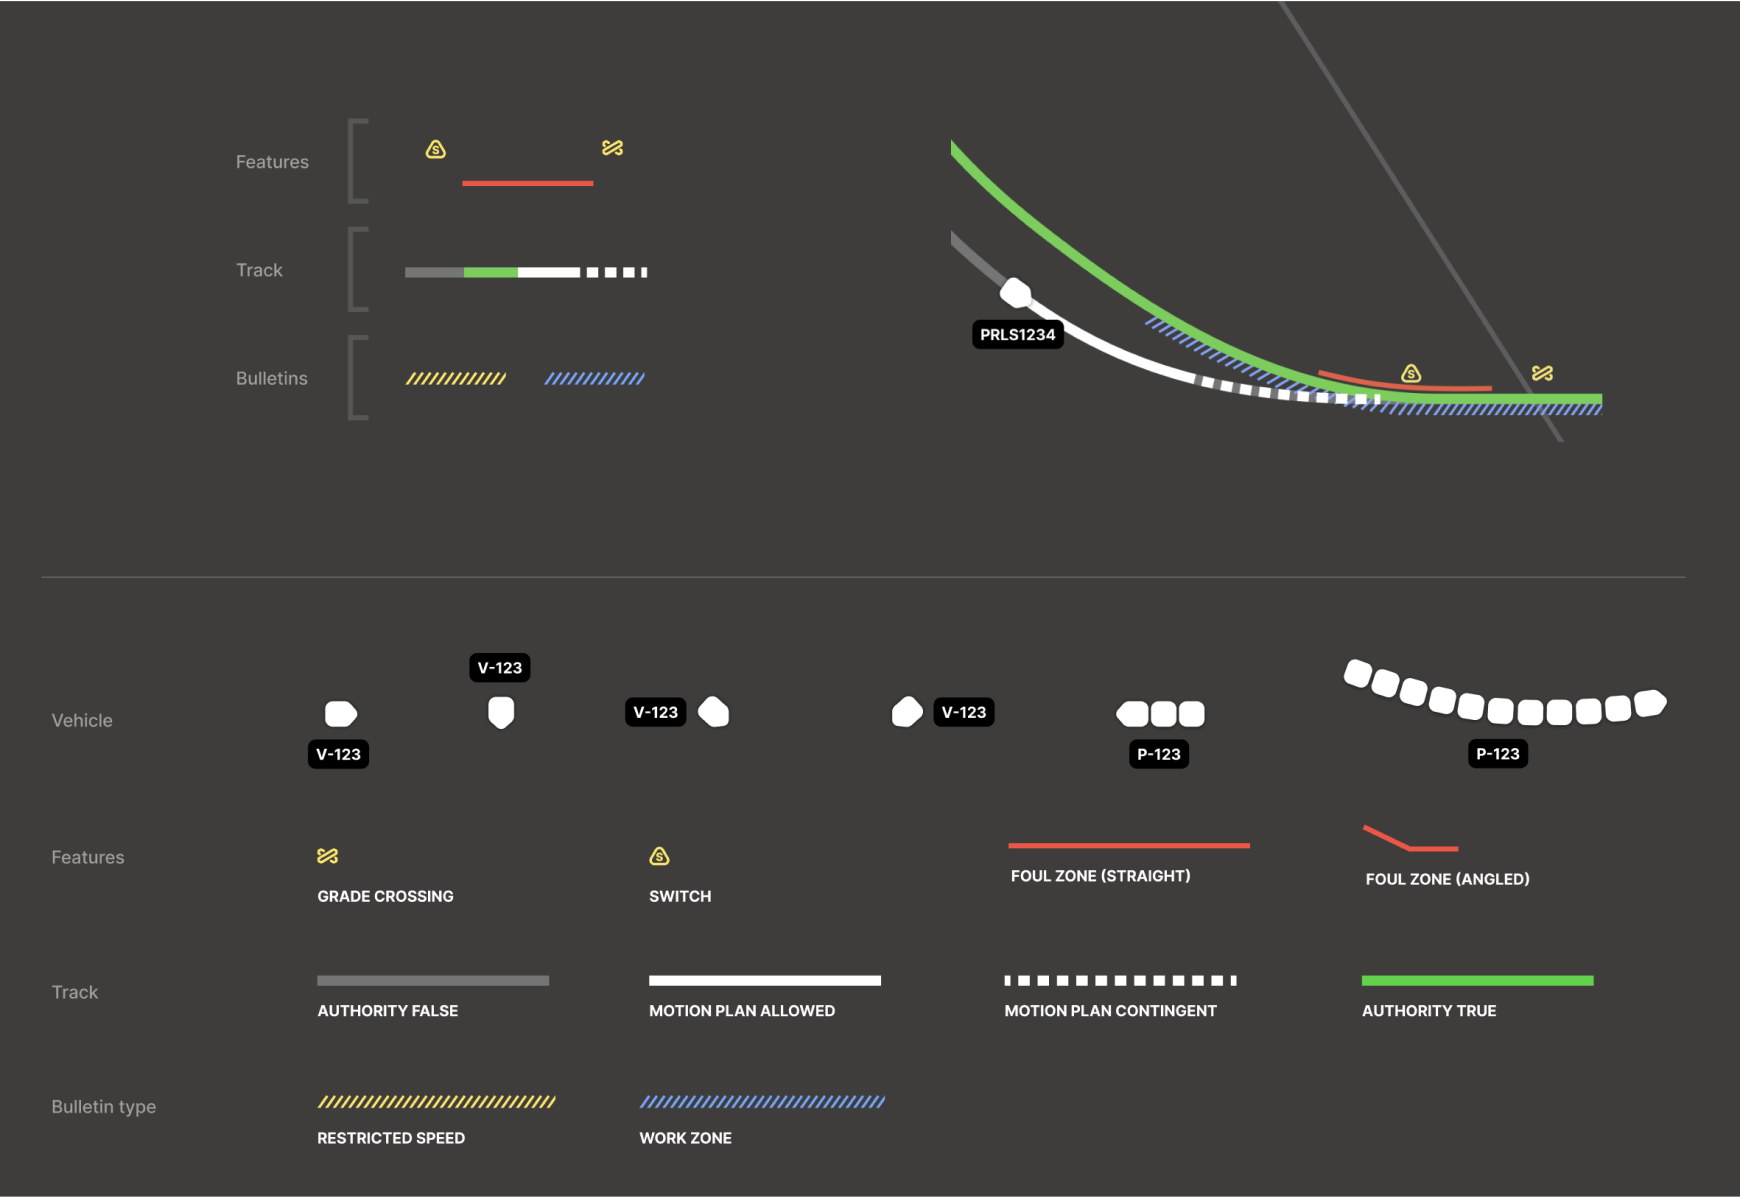 Features
S
Track
Bulletins
PRLS1234
S
Vehicle
V-123
V-123
V-123
V-123
P-123
P-123
Features
GRADE CROSSING
S
SWITCH
FOUL ZONE (STRAIGHT)
FOUL ZONE (ANGLED)
Track
AUTHORITY FALSE
MOTION PLAN ALLOWED
MOTION PLAN CONTINGENT
AUTHORITY TRUE
Bulletin type
RESTRICTED SPEED
WORK ZONE